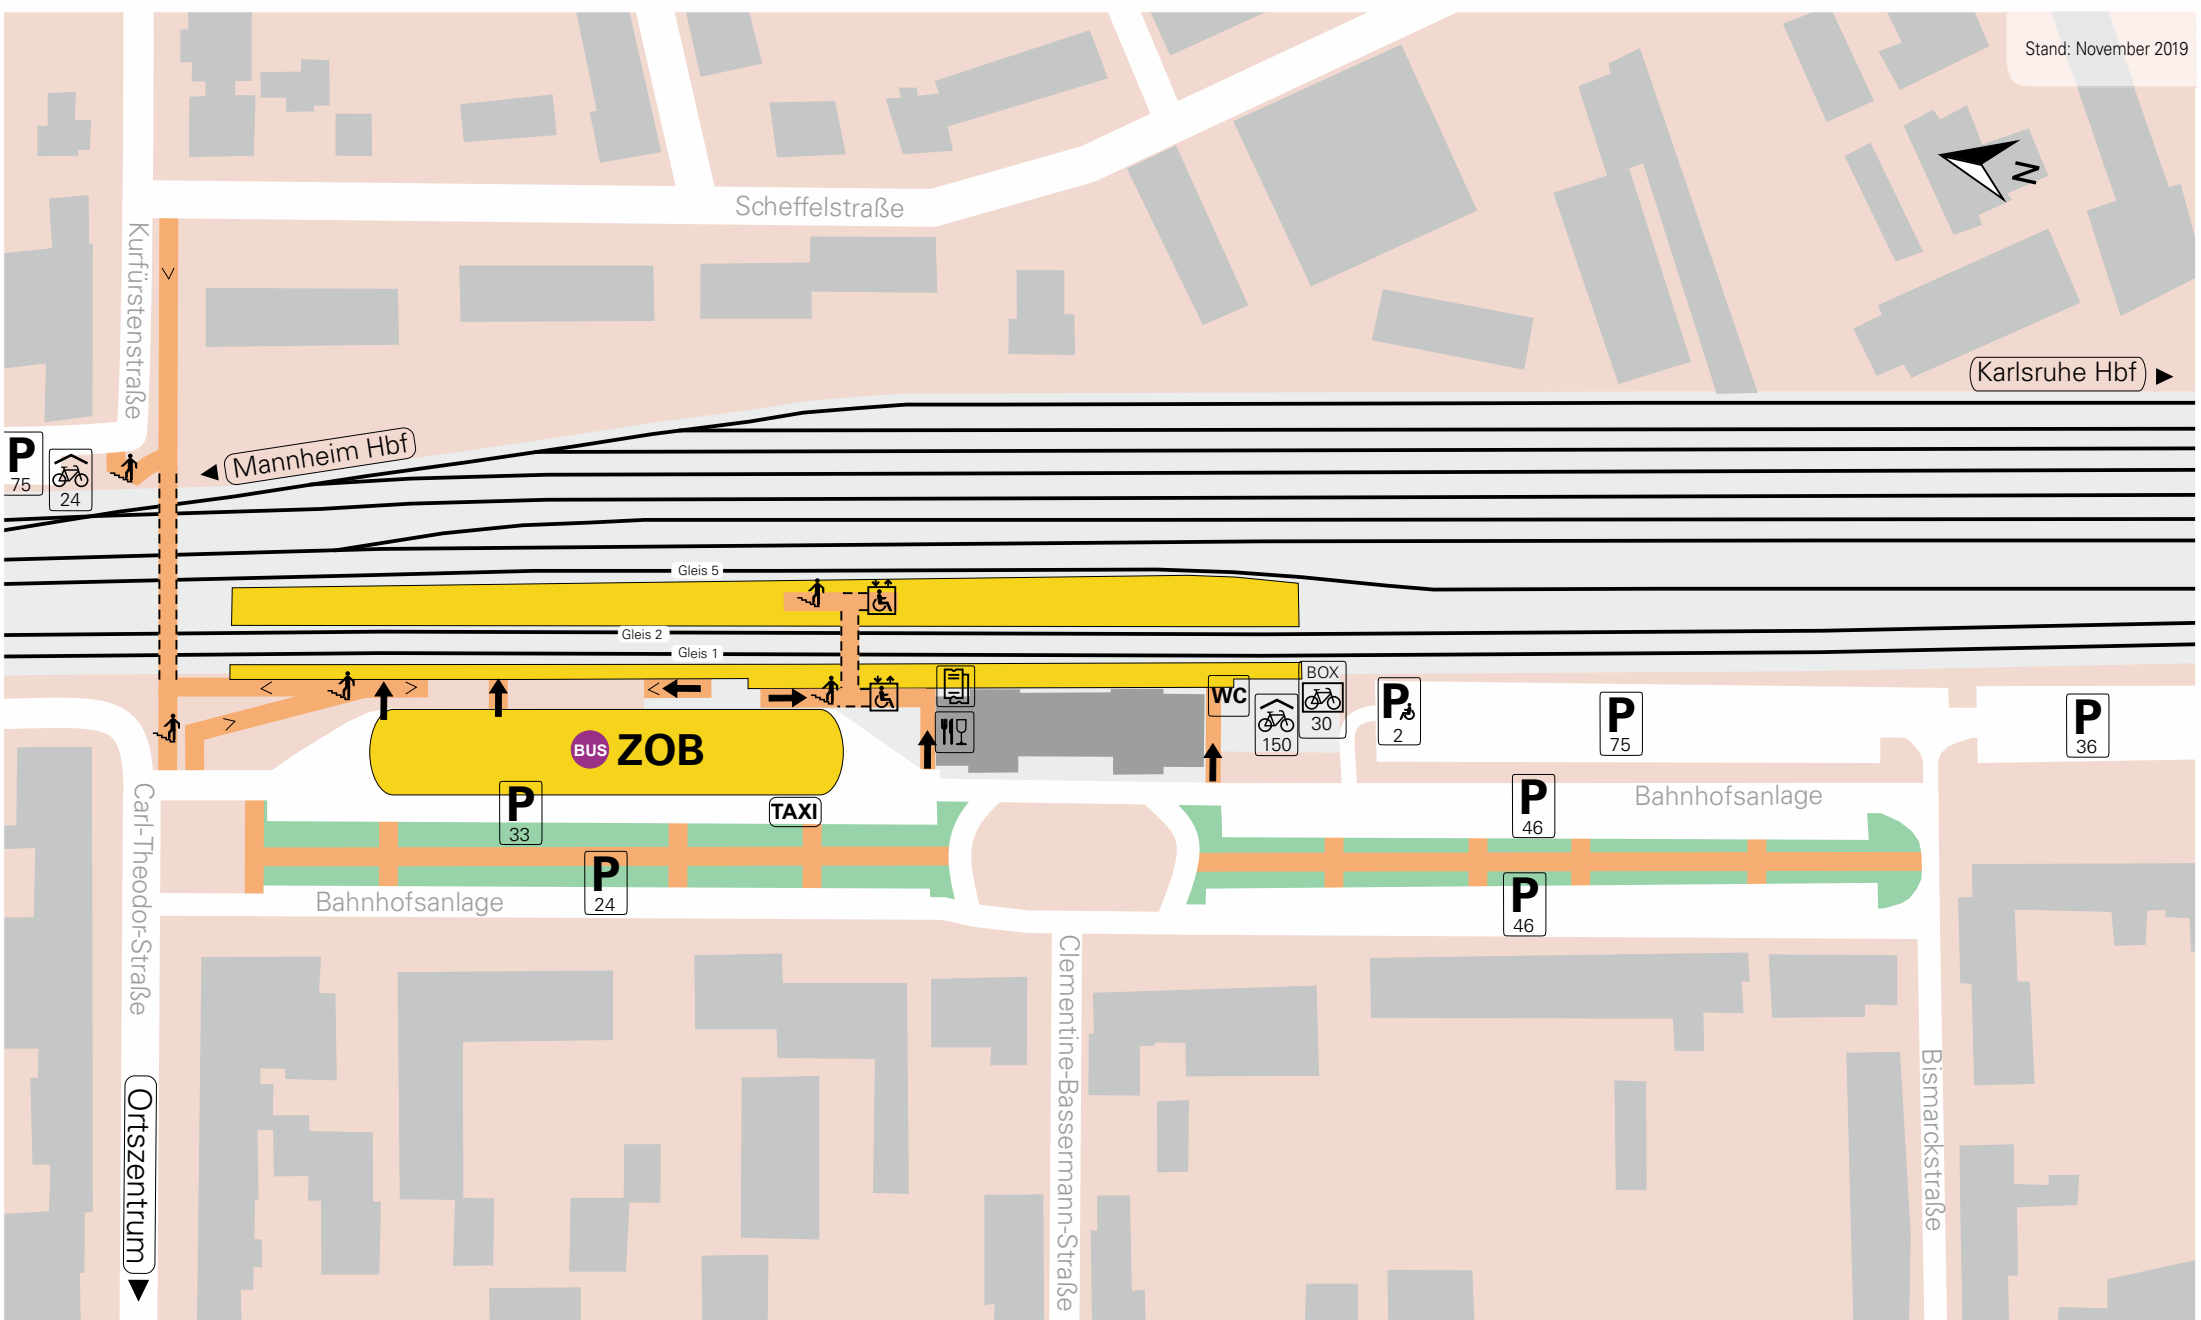 Stand: November 2019
N
Scheffelstraße
Kurfürstenstraße
Karlsruhe Hbf
Mannheim Hbf
P
75
24
Gleis 5
Gleis 2
Gleis 1
BOX
30
WC
150
P
2
P
75
P
36
BUS ZOB
P
33
TAXI
P
46
Bahnhofsanlage
Carl-Theodor-Straße
P
24
Bahnhofsanlage
P
46
Clementine-Bassermann-Straße
Bismarckstraße
Ortszentrum